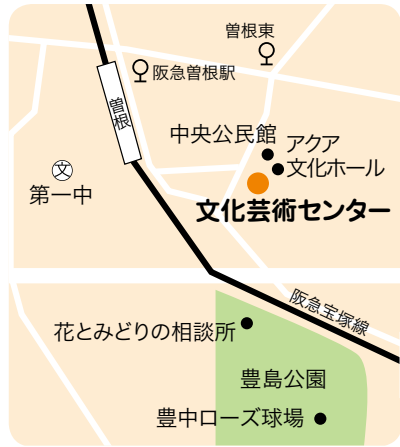 曽根東
阪急曽根駅
曽根
中央公民館
アクア
文化ホール
文
第一中
文化芸術センター
阪急宝塚線
花とみどりの相談所
豊島公園
豊中ローズ球場